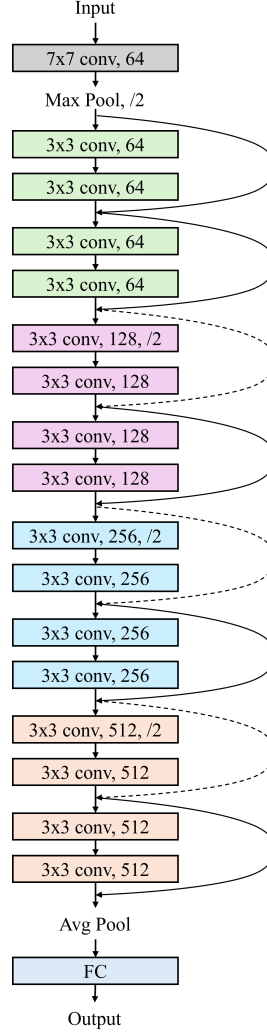 Input
7x7 conv, 64
Max Pool, /2
3x3 conv, 64
3x3 conv, 64
3x3 conv, 64
3x3 conv, 64
3x3 conv, 128, /2
3x3 conv, 128
3x3 conv, 128
3x3 conv, 128
3x3 conv, 256, /2
3x3 conv, 256
3x3 conv, 256
3x3 conv, 256
3x3 conv, 512, /2
3x3 conv, 512
3x3 conv, 512
3x3 conv, 512
Avg Pool
FC
Output